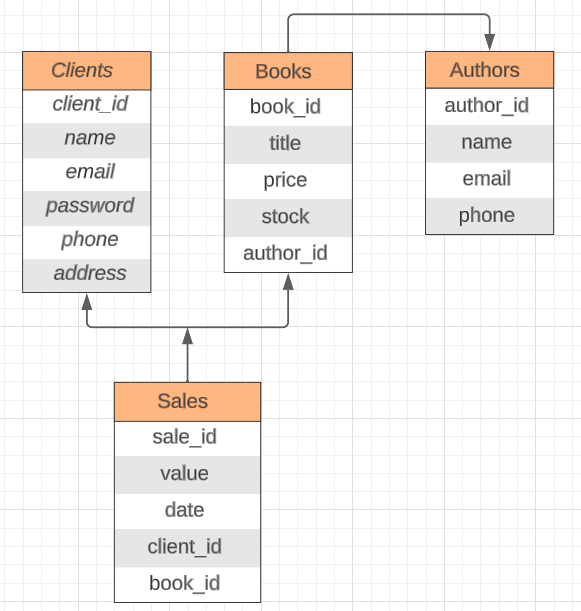 Clients
client_id
name
email
password
phone
address
Books
book_id
title
price
stock
author_id
Authors
author_id
name
email
phone
Sales
sale_id
value
date
client_id
book_id